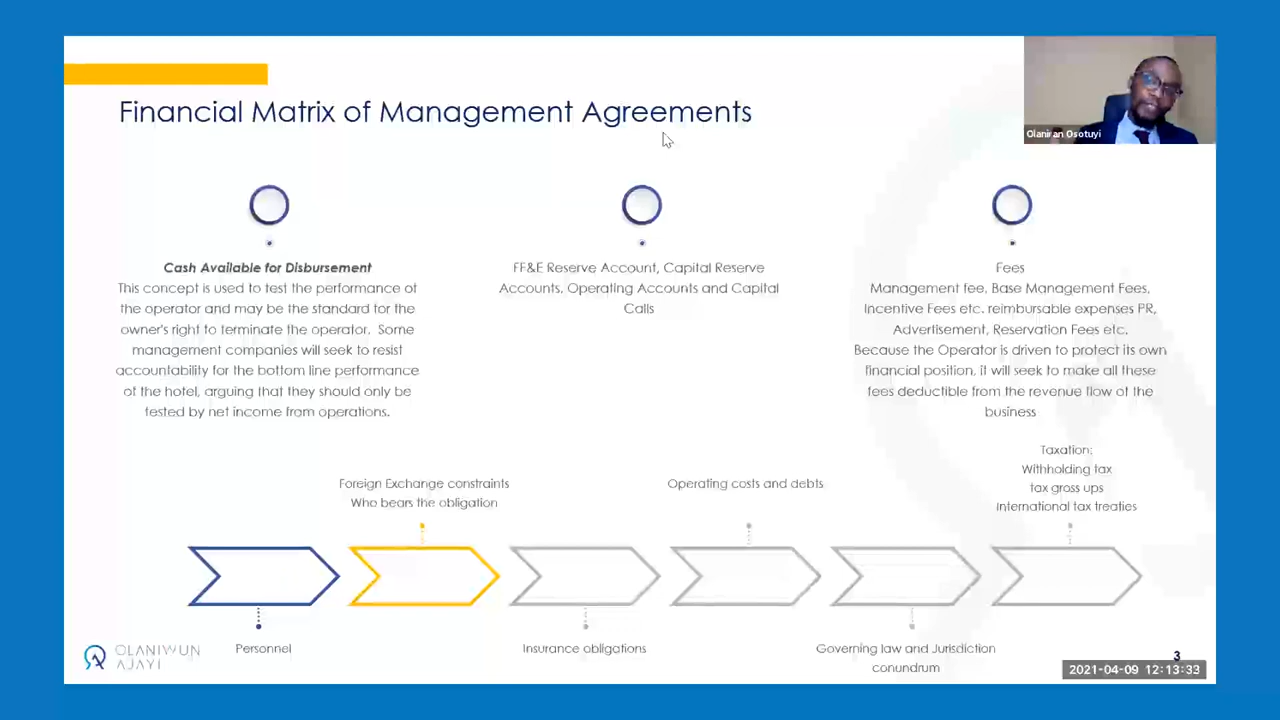 Financial Matrix of Management Agreements
Olaniran Osotuyi
Cash Available for Disbursement
This concept is used to test the performance of
the operator and may be the standard for the
owner's right to terminate the operator. Some
management companies will seek to resist
accountability for the bottom line performance
of the hotel, arguing that they should only be
tested by net income from operations.
FF&E Reserve Account, Capital Reserve
Accounts, Operating Accounts and Capital
Calls
Fees
Management fee, Base Management Fees,
Incentive Fees etc. reimbursable expenses PR,
Advertisement, Reservation Fees etc.
Because the Operator is driven to protect its own
financial position, it will seek to make all these
fees deductible from the revenue flow of the
business
Foreign Exchange constraints
Who bears the obligation
Operating costs and debts
Taxation:
Withholding tax
tax gross ups
International tax treaties
Personnel
Insurance obligations
Governing law and Jurisdiction
conundrum
OLANIWUN
AJAYI
3
2021-04-09 12:13:33